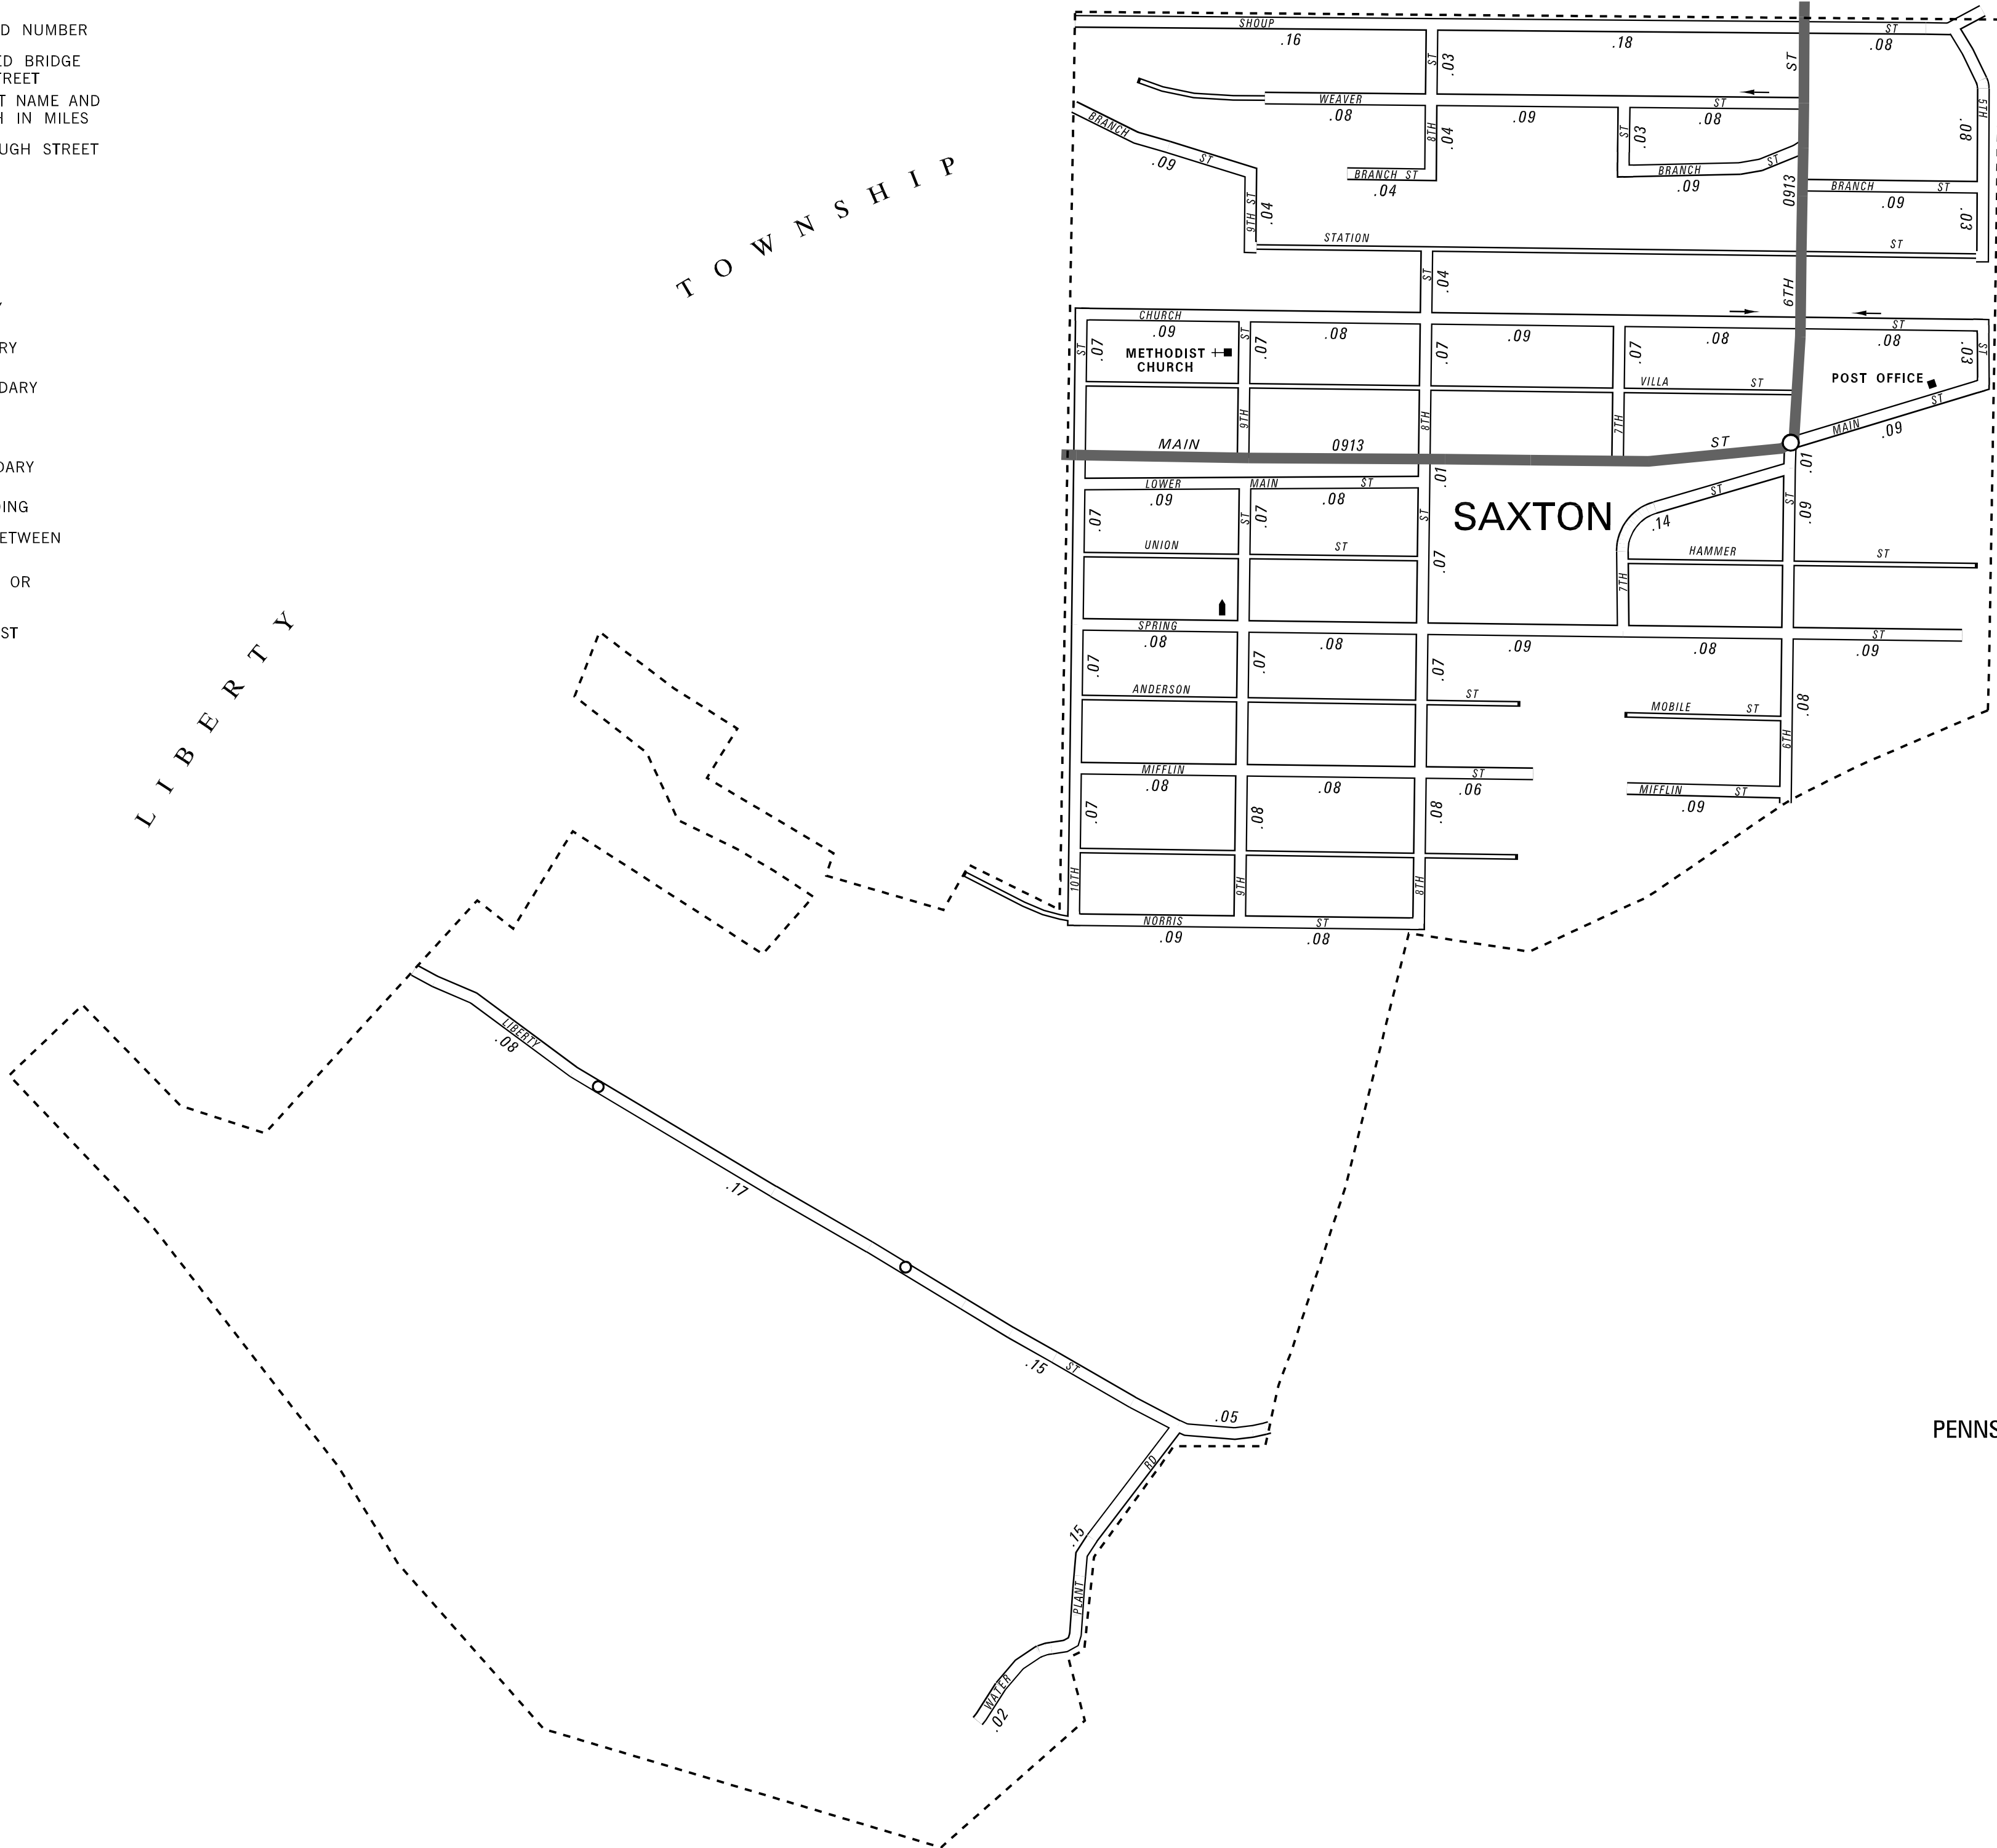 D NUMBER
ED BRIDGE
TREET
T NAME AND
H IN MILES
UGH STREET
Y
RY
DARY
DARY
DING
ETWEEN
OR
ST
LIBERTY
TOWNSHIP
SHOUP ST
.16 .18 .08
ST .03
ST
WEAVER ST
.08 .09 .08
8TH .04
ST .03
5TH .08
BRANCH ST
.09
BRANCH ST
.04
BRANCH ST
.09
0913
BRANCH ST
.09
.03
9TH ST .04
STATION ST
ST .04
6TH
CHURCH ST
.09 .08 .09 .08 .08
ST .07
METHODIST
CHURCH
ST .07
.07
.07
.03 ST
VILLA ST
POST OFFICE
9TH
8TH
7TH
MAIN 0913 ST
MAIN ST
.09
.01
.01
LOWER MAIN ST
.09 .08
SAXTON
.07
ST .07
ST
.07
ST
.14
ST .09
UNION ST
HAMMER ST
7TH
SPRING ST
.08 .08 .09 .08 .09
.07 .07 .07
.08
ANDERSON ST
MOBILE ST
6TH
MIFFLIN ST
.08 .08 .06
MIFFLIN ST
.09
.07 .08 .08
10TH 9TH 8TH
NORRIS ST
.09 .08
LIBERTY
.08
.17
.15
ST
.05
PENNS
RD
.15
PLANT
WATER
.02